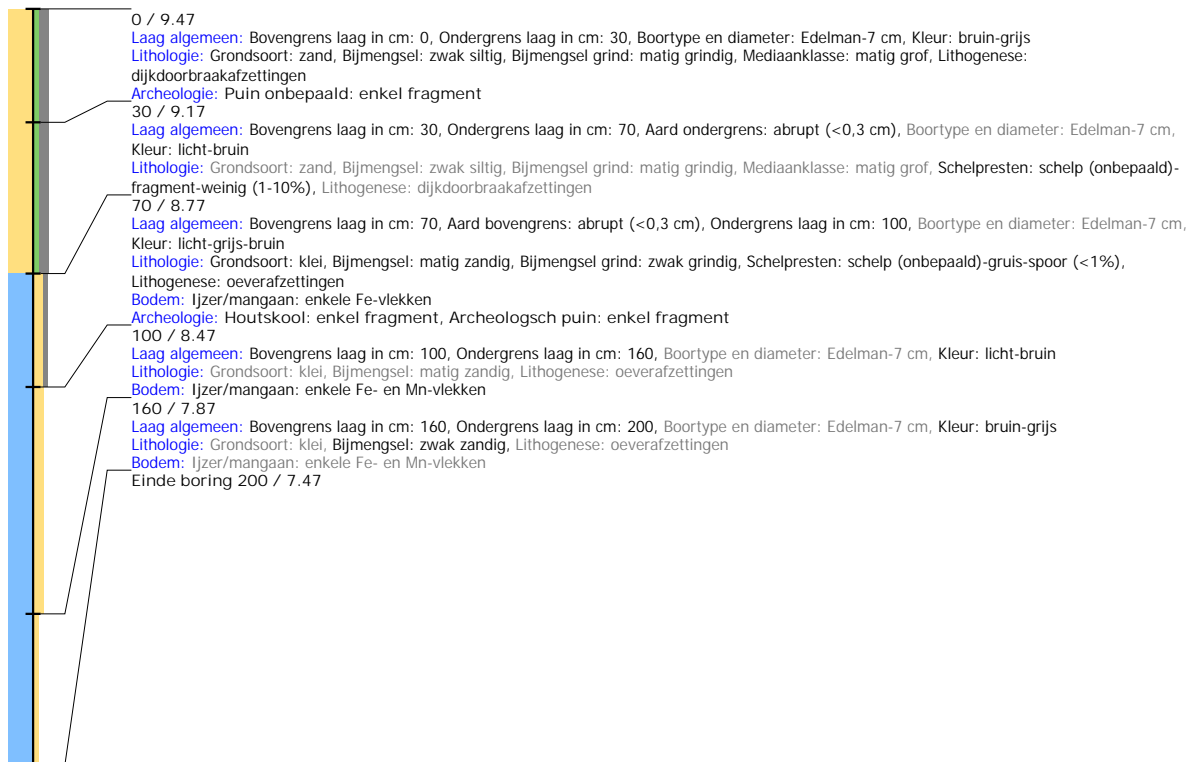 0 / 9.47
Laag algemeen: Bovengrens laag in cm: 0, Ondergrens laag in cm: 30, Boortype en diameter: Edelman-7 cm, Kleur: bruin-grijs
Lithologie: Grondsoort: zand, Bijmengsel: zwak siltig, Bijmengsel grind: matig grindig, Mediaanklasse: matig grof, Lithogenese:
dijkdoorbraakafzettingen
Archeologie: Puin onbepaald: enkel fragment
30 / 9.17
Laag algemeen: Bovengrens laag in cm: 30, Ondergrens laag in cm: 70, Aard ondergrens: abrupt (<0,3 cm), Boortype en diameter: Edelman-7 cm,
Kleur: licht-bruin
Lithologie: Grondsoort: zand, Bijmengsel: zwak siltig, Bijmengsel grind: matig grindig, Mediaanklasse: matig grof, Schelpresten: schelp (onbepaald)-
fragment-weinig (1-10%), Lithogenese: dijkdoorbraakafzettingen
70 / 8.77
Laag algemeen: Bovengrens laag in cm: 70, Aard bovengrens: abrupt (<0,3 cm), Ondergrens laag in cm: 100, Boortype en diameter: Edelman-7 cm,
Kleur: licht-grijs-bruin
Lithologie: Grondsoort: klei, Bijmengsel: matig zandig, Bijmengsel grind: zwak grindig, Schelpresten: schelp (onbepaald)-gruis-spoor (<1%),
Lithogenese: oeverafzettingen
Bodem: Ijzer/mangaan: enkele Fe-vlekken
Archeologie: Houtskool: enkel fragment, Archeologsch puin: enkel fragment
100 / 8.47
Laag algemeen: Bovengrens laag in cm: 100, Ondergrens laag in cm: 160, Boortype en diameter: Edelman-7 cm, Kleur: licht-bruin
Lithologie: Grondsoort: klei, Bijmengsel: matig zandig, Lithogenese: oeverafzettingen
Bodem: Ijzer/mangaan: enkele Fe- en Mn-vlekken
160 / 7.87
Laag algemeen: Bovengrens laag in cm: 160, Ondergrens laag in cm: 200, Boortype en diameter: Edelman-7 cm, Kleur: bruin-grijs
Lithologie: Grondsoort: klei, Bijmengsel: zwak zandig, Lithogenese: oeverafzettingen
Bodem: Ijzer/mangaan: enkele Fe- en Mn-vlekken
Einde boring 200 / 7.47